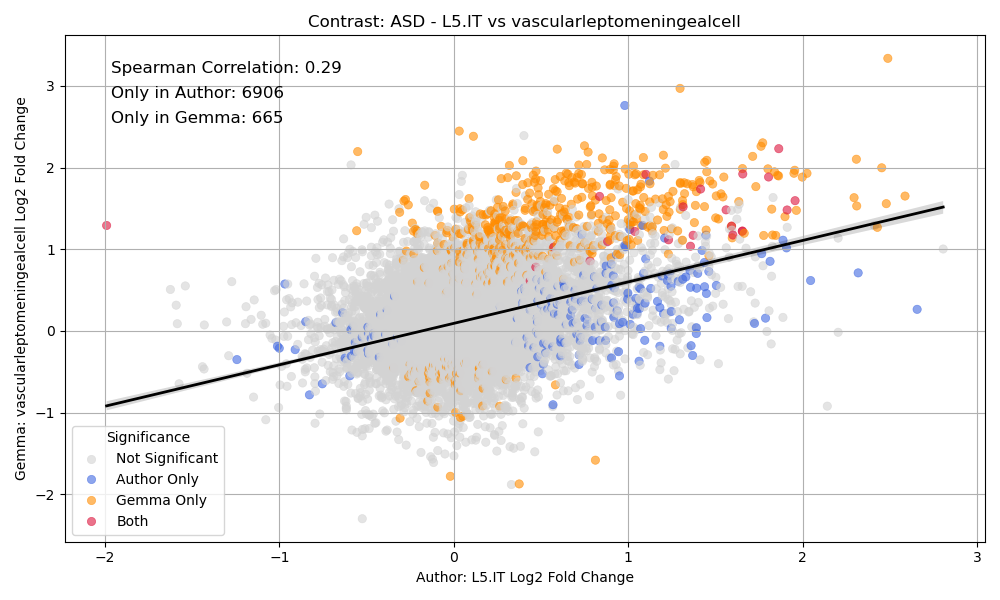 Contrast: ASD - L5.IT vs vascularleptomeningealcell
Spearman Correlation: 0.29
Only in Author: 6906
Only in Gemma: 665
Gemma: vascularleptomeningealcell Log2 Fold Change
3
2
1
0
−1
−2
Significance
Not Significant
Author Only
Gemma Only
Both
−2
−1
0
1
2
3
Author: L5.IT Log2 Fold Change